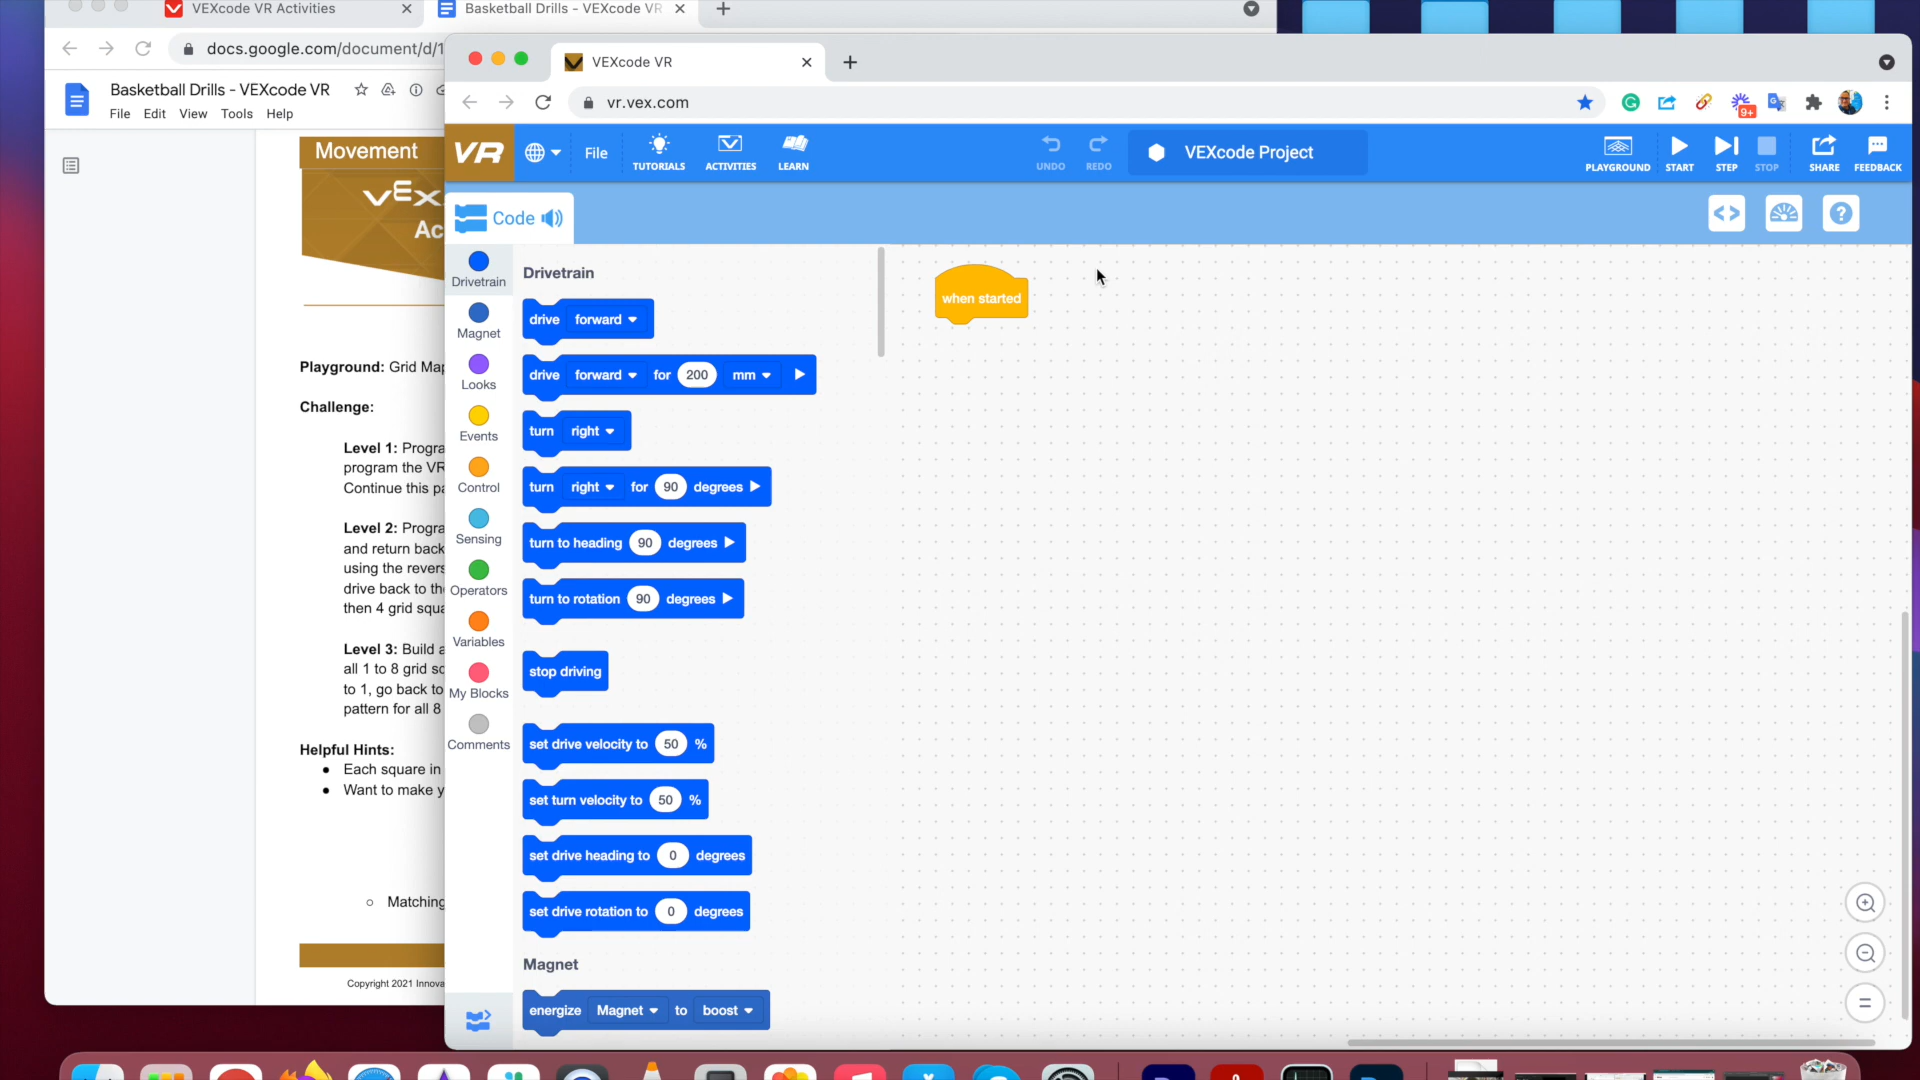 VEXcode VR Activities
Basketball Drills - VEXcode VR
docs.google.com/document/d/1
Basketball Drills - VEXcode VR
File Edit View Tools Help
Movement
VEX
Ac
Playground: Grid Map
Challenge:
Level 1: Progra
program the VR
Continue this pa
Level 2: Progra
and return back
using the revers
drive back to the
then 4 grid squa
Level 3: Build a
all 1 to 8 grid sq
to 1, go back to
pattern for all 8
Helpful Hints:
Each square in
Want to make y
Matching
Copyright 2021 Innova
VEXcode VR
vr.vex.com
9+
VR
File
TUTORIALS
ACTIVITIES
LEARN
UNDO
REDO
VEXcode Project
PLAYGROUND
START
STEP
STOP
SHARE
FEEDBACK
Code
Drivetrain
Magnet
Looks
Events
Control
Sensing
Operators
Variables
My Blocks
Comments
Drivetrain
drive forward
drive forward for 200 mm
turn right
turn right for 90 degrees
turn to heading 90 degrees
turn to rotation 90 degrees
stop driving
set drive velocity to 50 %
set turn velocity to 50 %
set drive heading to 0 degrees
set drive rotation to 0 degrees
Magnet
energize Magnet to boost
when started